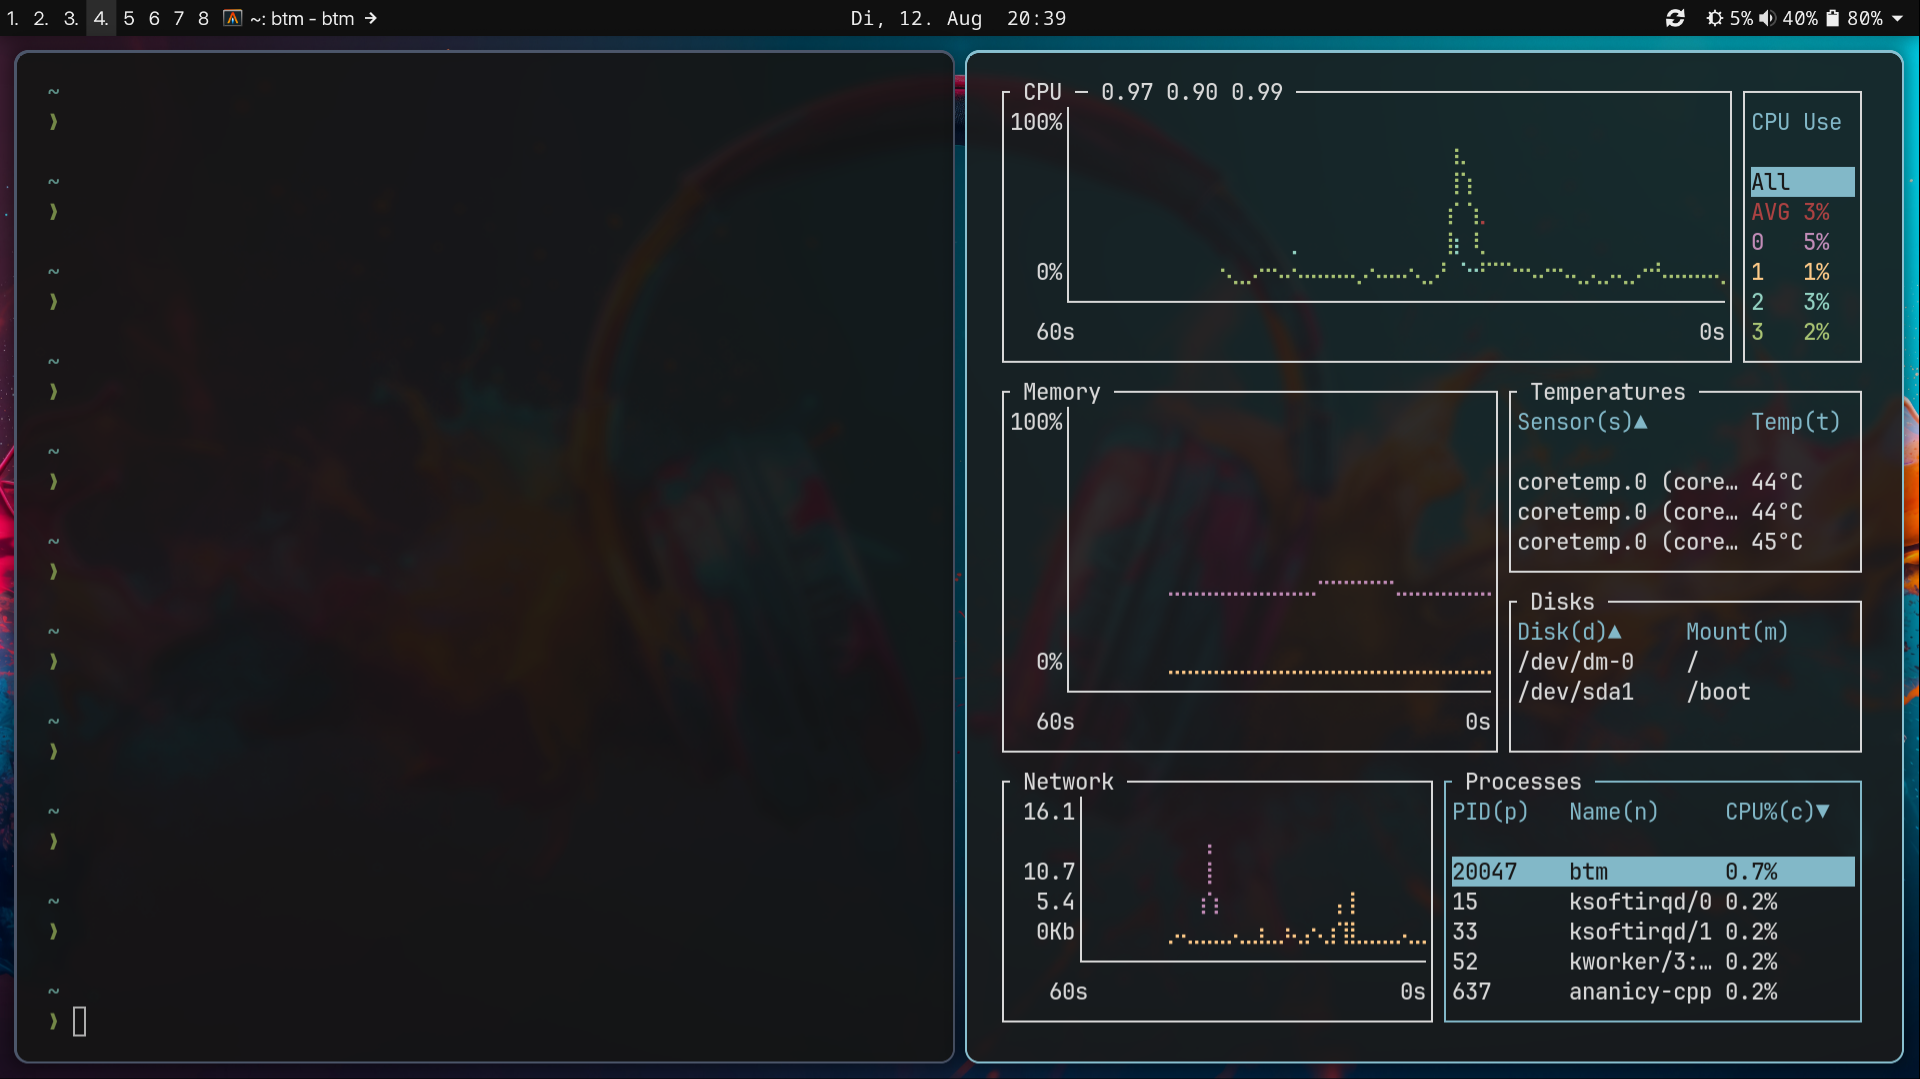 1. 2. 3. 4. 5 6 7 8 ~: btm - btm →
Di, 12. Aug 20:39
5% 40% 80%
~
❯
~
❯
~
❯
~
❯
~
❯
~
❯
~
❯
~
❯
~
❯
~
❯
~
❯
CPU — 0.97 0.90 0.99
100%
0%
60s 0s
CPU Use
All
AVG 3%
0 5%
1 1%
2 3%
3 2%
Memory
100%
0%
60s 0s
Temperatures
Sensor(s)▲ Temp(t)
coretemp.0 (core… 44°C
coretemp.0 (core… 44°C
coretemp.0 (core… 45°C
Disks
Disk(d)▲ Mount(m)
/dev/dm-0 /
/dev/sda1 /boot
Network
16.1
10.7
5.4
0Kb
60s 0s
Processes
PID(p) Name(n) CPU%(c)▼
20047 btm 0.7%
15 ksoftirqd/0 0.2%
33 ksoftirqd/1 0.2%
52 kworker/3:… 0.2%
637 ananicy-cpp 0.2%